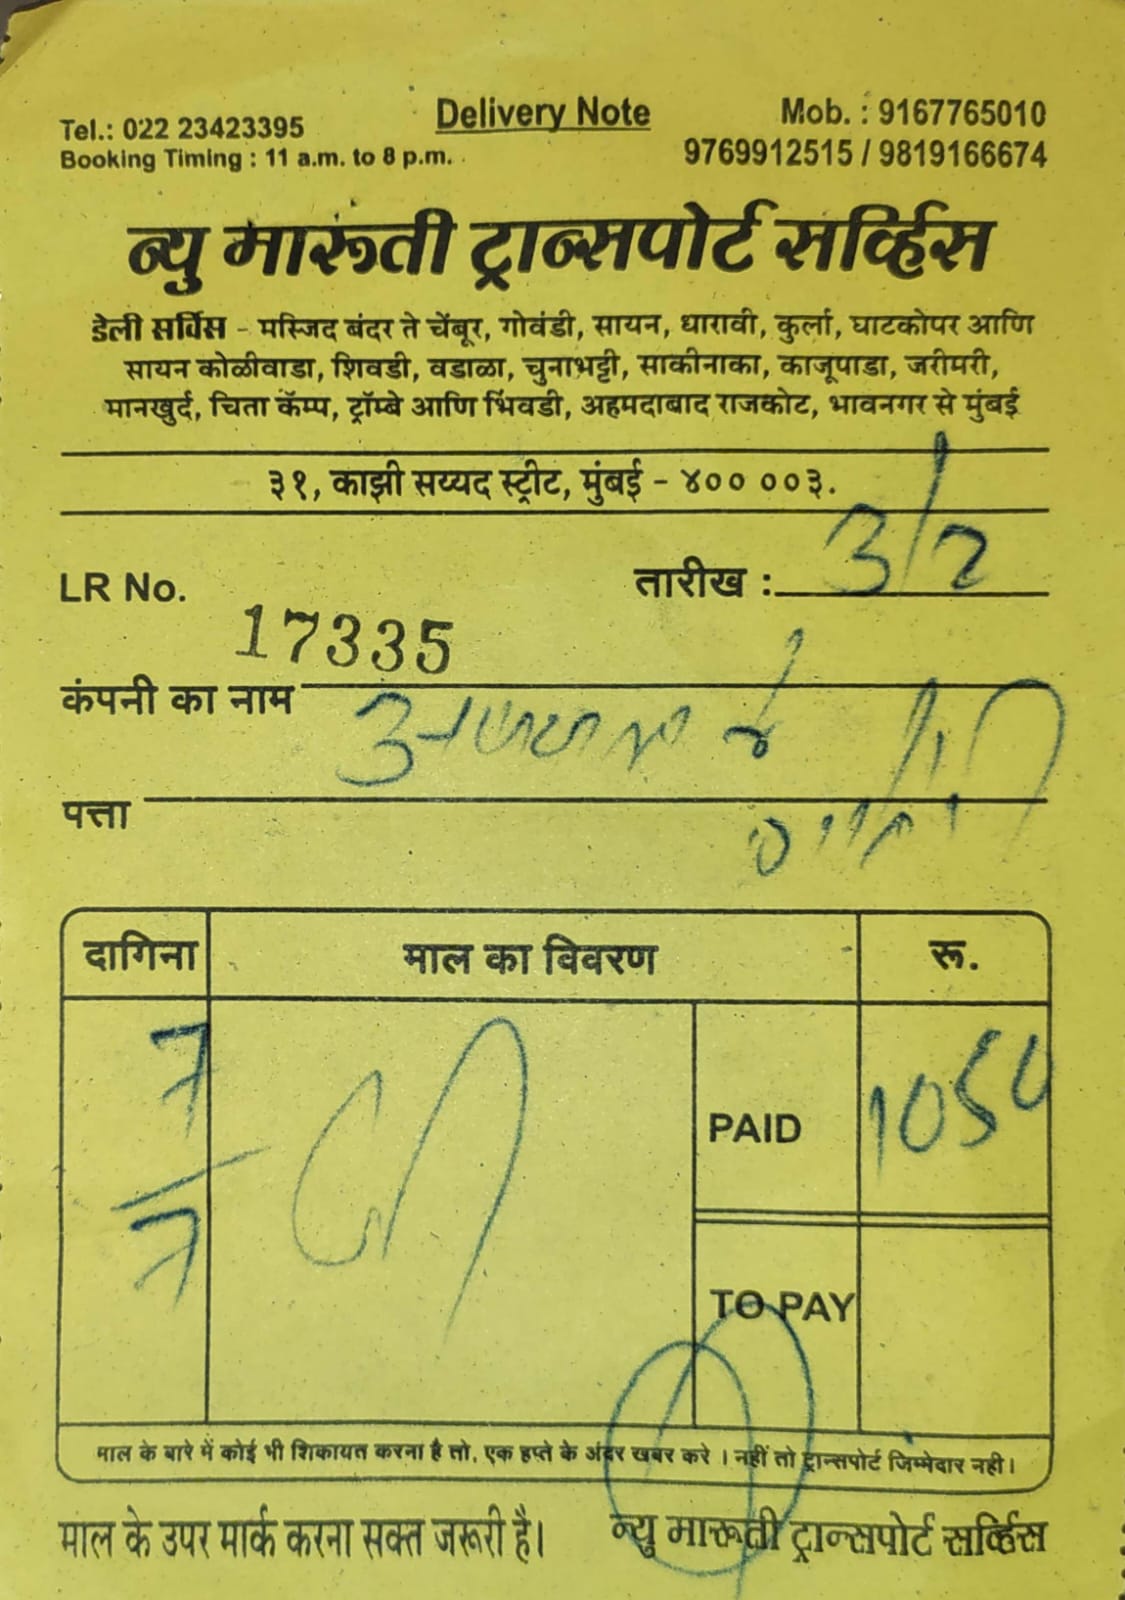 Delivery Note
Tel.: 022 23423395
Booking Timing : 11 a.m. to 8 p.m.
Mob. : 9167765010
9769912515 / 9819166674
न्यु मारूती ट्रान्सपोर्ट सर्व्हिस
डेली सर्विस - मस्जिद बंदर ते चेंबूर, गोवंडी, सायन, धारावी, कुर्ला, घाटकोपर आणि
सायन कोळीवाडा, शिवडी, वडाळा, चुनाभट्टी, साकीनाका, काजूपाडा, जरीमरी,
मानखुर्द, चिता कॅम्प, ट्रॉम्बे आणि भिवडी, अहमदाबाद राजकोट, भावनगर से मुंबई
३१, काझी सय्यद स्ट्रीट, मुंबई - ४०० ००३.
LR No. 17335
तारीख : 3/2
कंपनी का नाम
पत्ता
दागिना माल का विवरण रू.
7/7
PAID 1050
TO PAY
माल के बारे में कोई भी शिकायत करना है तो, एक हप्ते के अंदर खबर करे । नहीं तो ट्रान्सपोर्ट जिम्मेदार नही।
माल के उपर मार्क करना सक्त जरूरी है। न्यु मारूती ट्रान्सपोर्ट सर्व्हिस